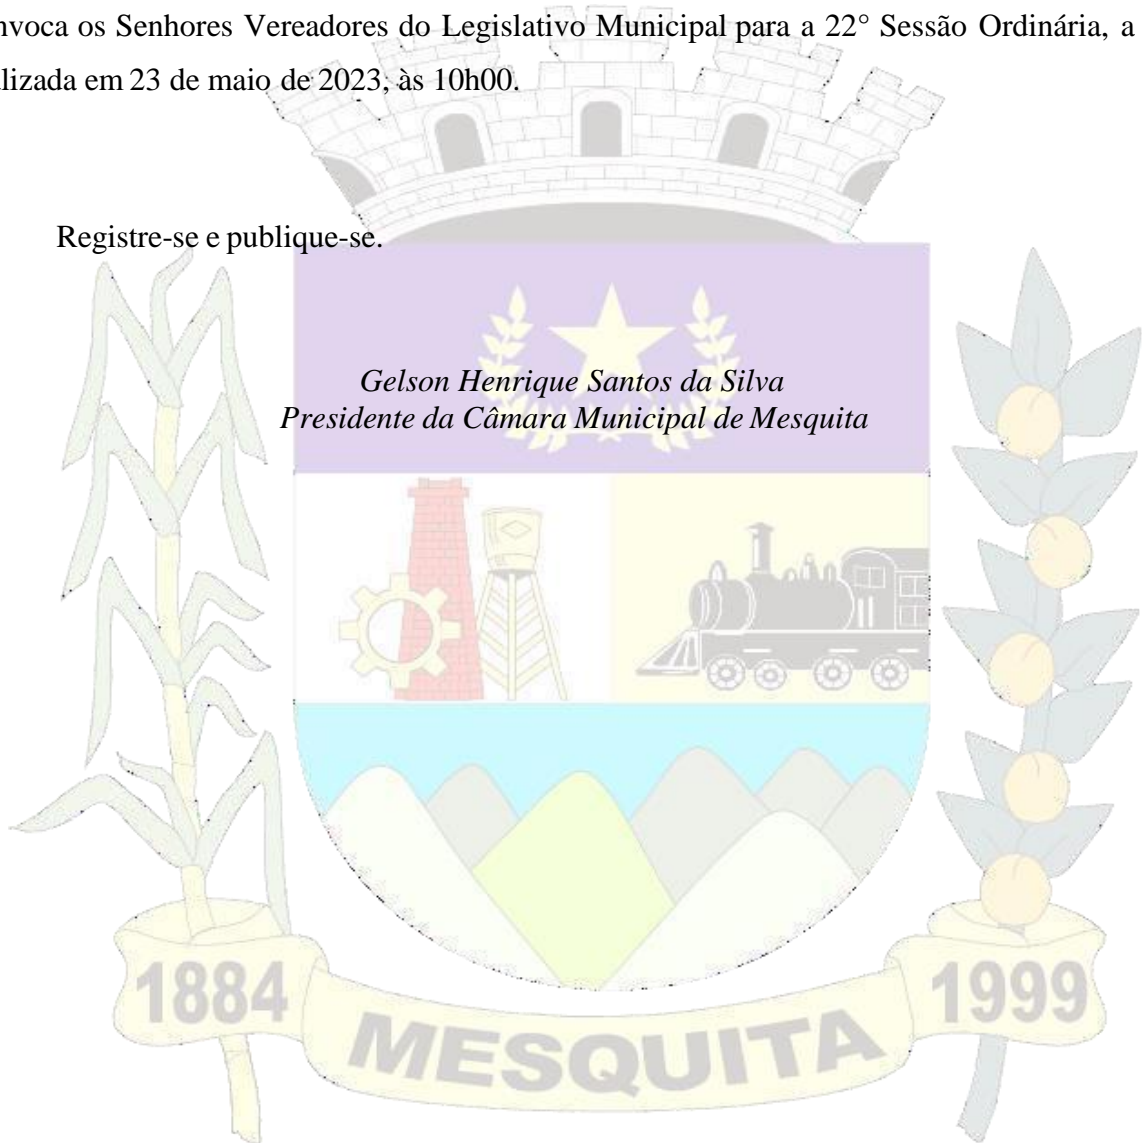 nvoca os Senhores Vereadores do Legislativo Municipal para a 22° Sessão Ordinária, a
lizada em 23 de maio de 2023, às 10h00.
Registre-se e publique-se.
Gelson Henrique Santos da Silva
Presidente da Câmara Municipal de Mesquita
1884
MESQUITA
1999